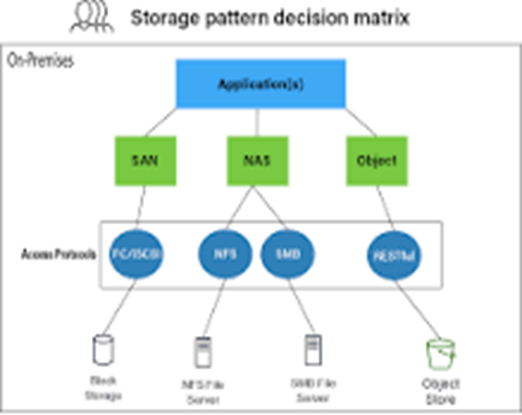 Storage pattern decision matrix
On-Premises
Application(s)
SAN
NAS
Object
Access Protocols
FC/iSCSI
NFS
SMB
RESTful
Block
Storage
NFS File
Server
SMB File
Server
Object
Store